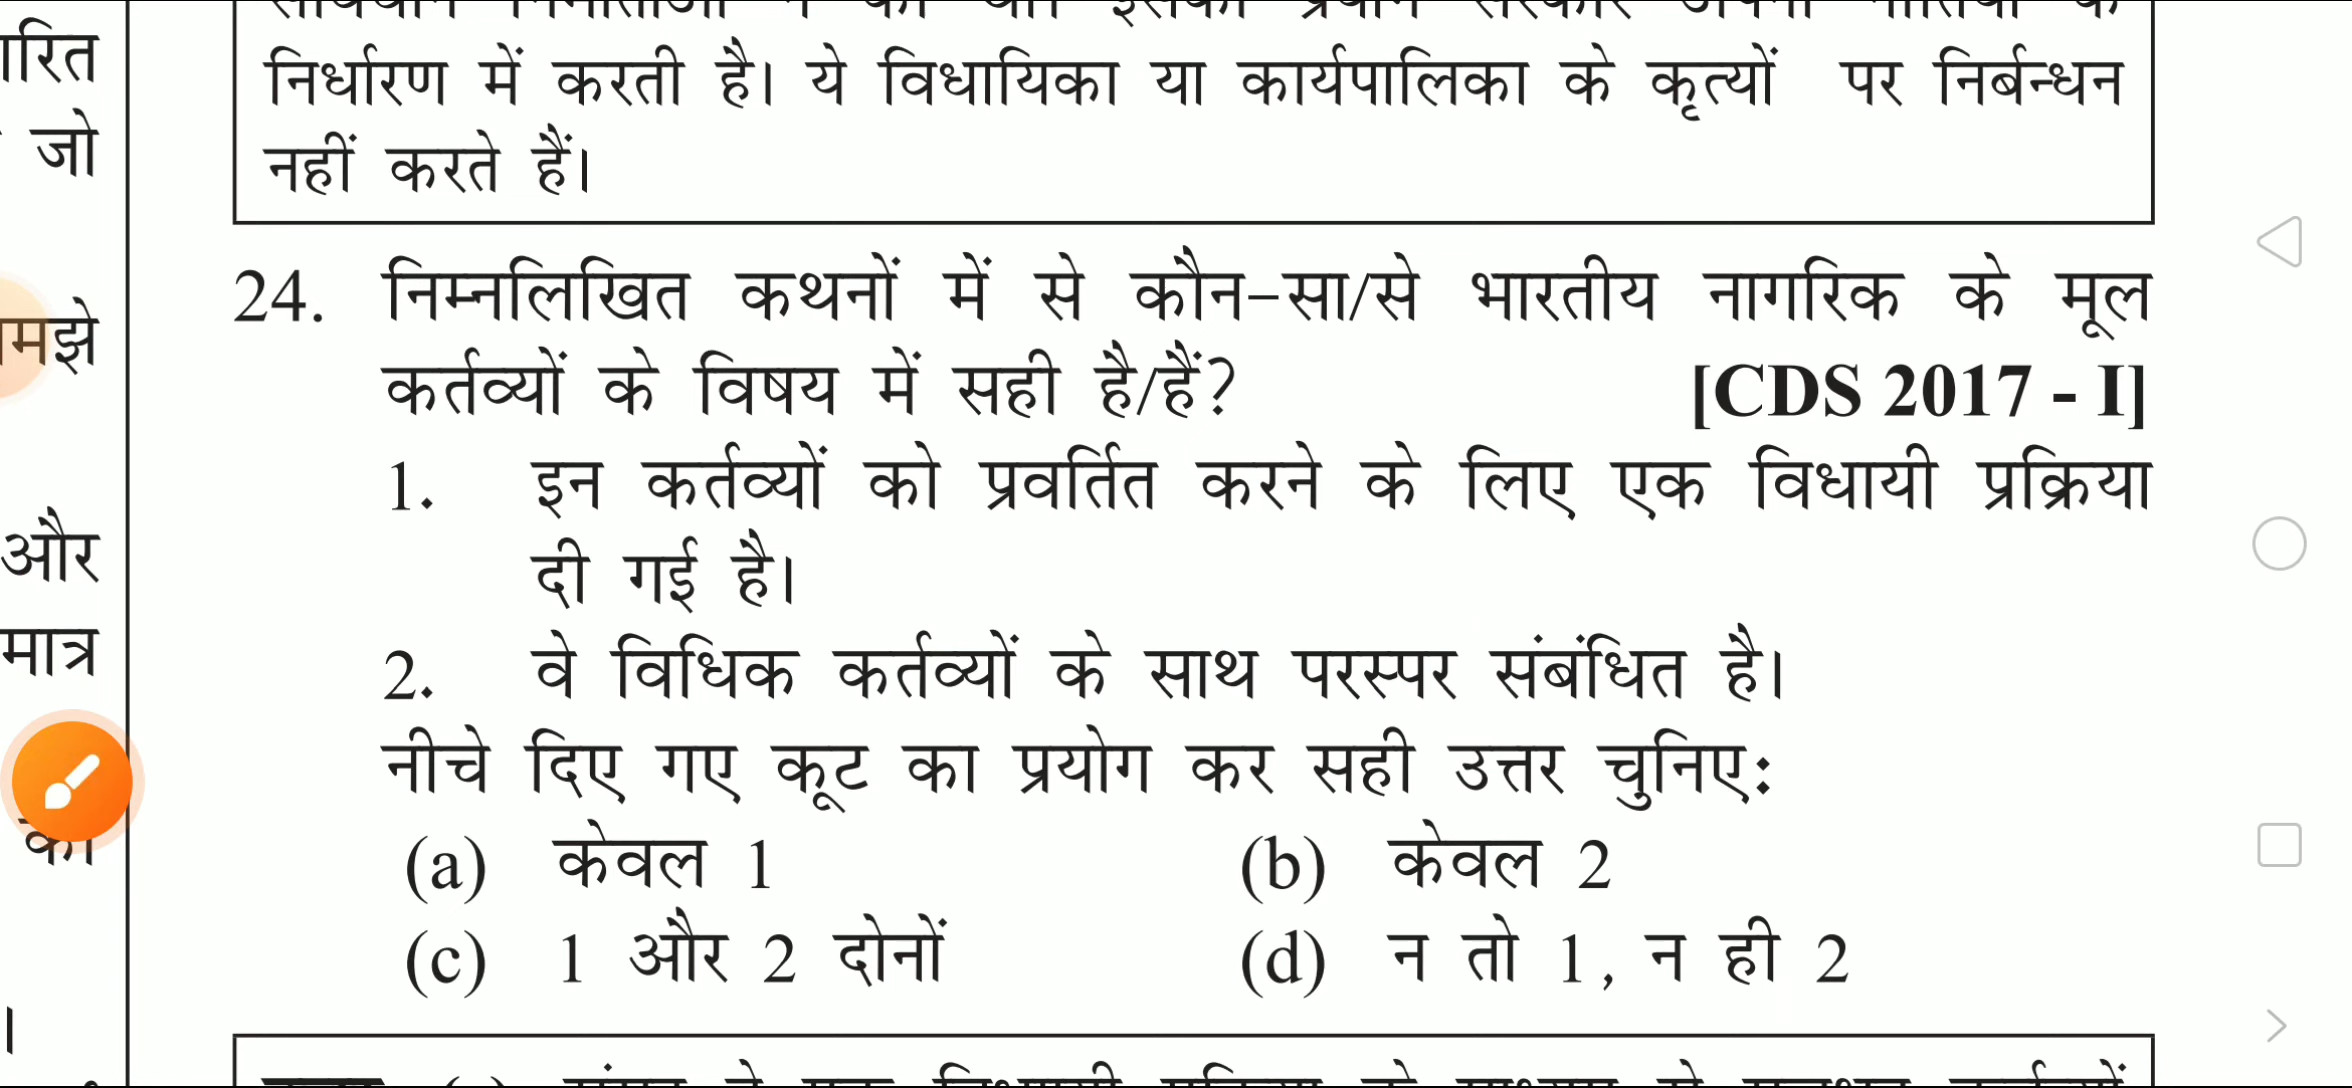 ारित
जो
मझे
और
मात्र
का
।
निर्धारण में करती है। ये विधायिका या कार्यपालिका के कृत्यों पर निर्बन्धन
नहीं करते हैं।
24. निम्नलिखित कथनों में से कौन-सा/से भारतीय नागरिक के मूल
कर्तव्यों के विषय में सही है/हैं? [CDS 2017 - I]
1. इन कर्तव्यों को प्रवर्तित करने के लिए एक विधायी प्रक्रिया
दी गई है।
2. वे विधिक कर्तव्यों के साथ परस्पर संबंधित है।
नीचे दिए गए कूट का प्रयोग कर सही उत्तर चुनिए:
(a) केवल 1 (b) केवल 2
(c) 1 और 2 दोनों (d) न तो 1, न ही 2